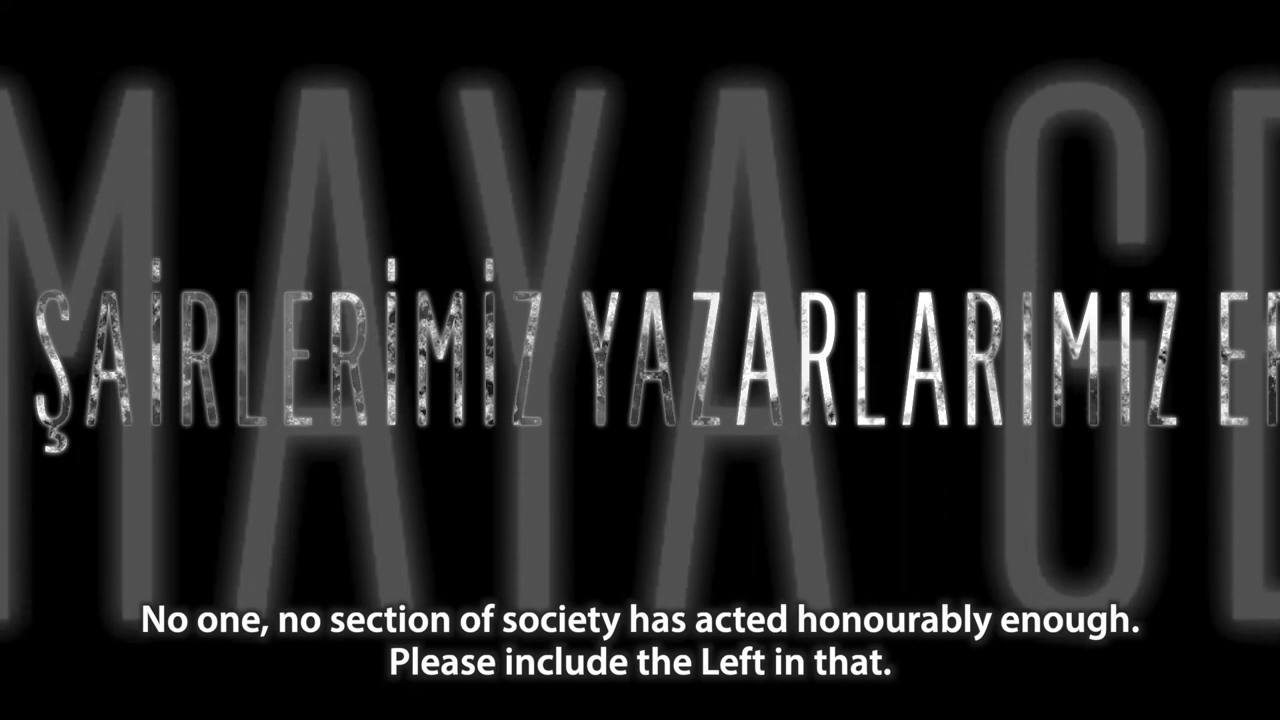 MAYA
ŞAİRLERİMİZ YAZARLARIMIZ
No one, no section of society has acted honourably enough.
Please include the Left in that.